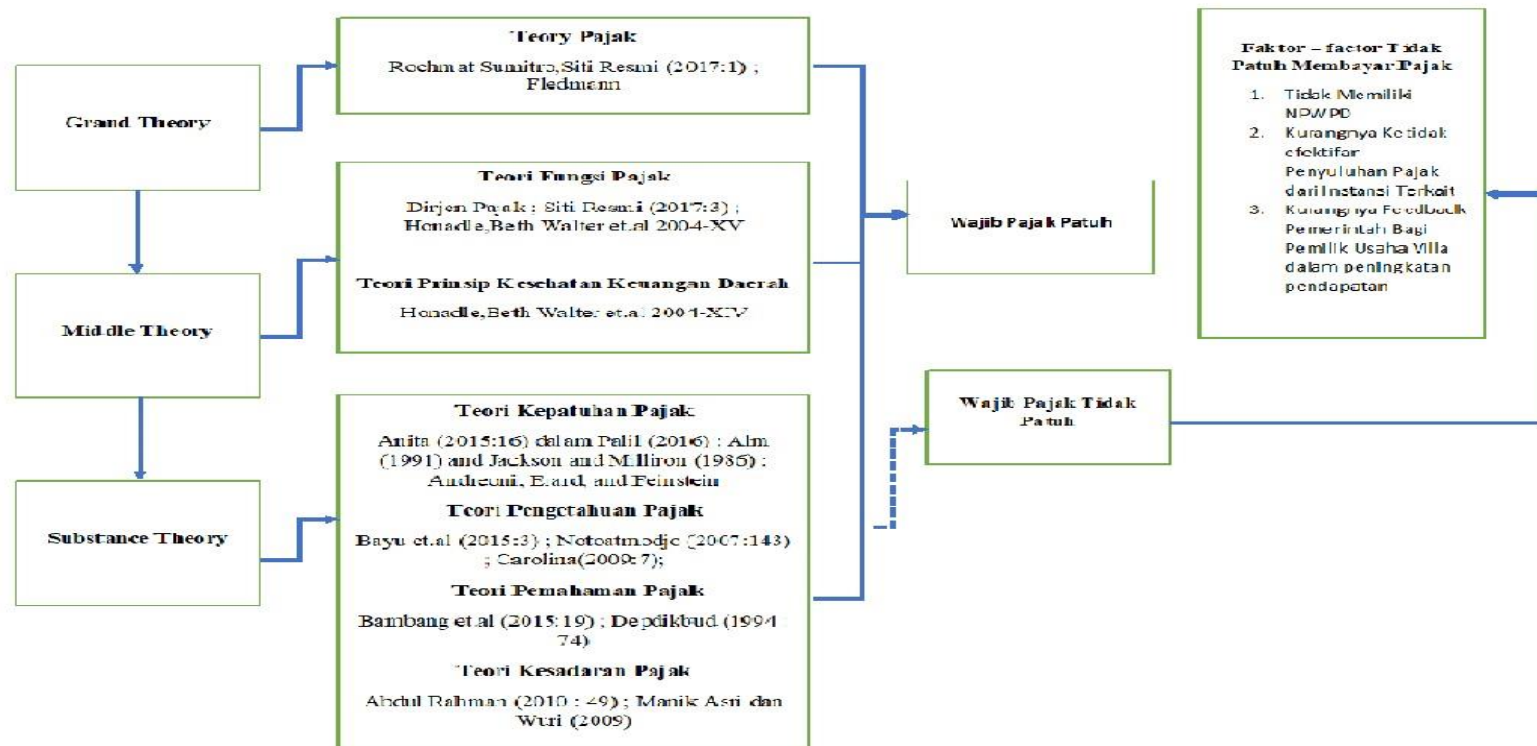 Grand Theory
Middle Theory
Substance Theory
Teory Pajak
Rochmat Sumitro,Siti Resmi (2017:1) ;
Fledmann
Teori Fungsi Pajak
Dirjen Pajak ; Siti Resmi (2017:3) ;
Honadle,Beth Walter et.al 2004-XV
Teori Prinsip Kesehatan Keuangan Daerah
Honadle,Beth Walter et.al 2004-XIV
Teori Kepatuhan Pajak
Anita (2015:16) dalam Palil (2016) ; Alm
(1991) and Jackson and Milliron (1986) ;
Andreoni, Erard, and Feinstein
Teori Pengetahuan Pajak
Bayu et.al (2015:3) ; Notoatmodjo (2007:143)
; Carolina(2009:7);
Teori Pemahaman Pajak
Bambang et.al (2015:19) ; Depdikbud (1994 :
74)
Teori Kesadaran Pajak
Abdul Rahman (2010 : 49) ; Manik Asri dan
Wuri (2009)
Wajib Pajak Patuh
Wajib Pajak Tidak
Patuh
Faktor – factor Tidak
Patuh Membayar Pajak
1. Tidak Memiliki
NPWPD
2. Kurangnya Ketidak
efektifan
Penyuluhan Pajak
dari Instansi Terkait
3. Kurangnya Feedback
Pemerintah Bagi
Pemilik Usaha Villa
dalam peningkatan
pendapatan